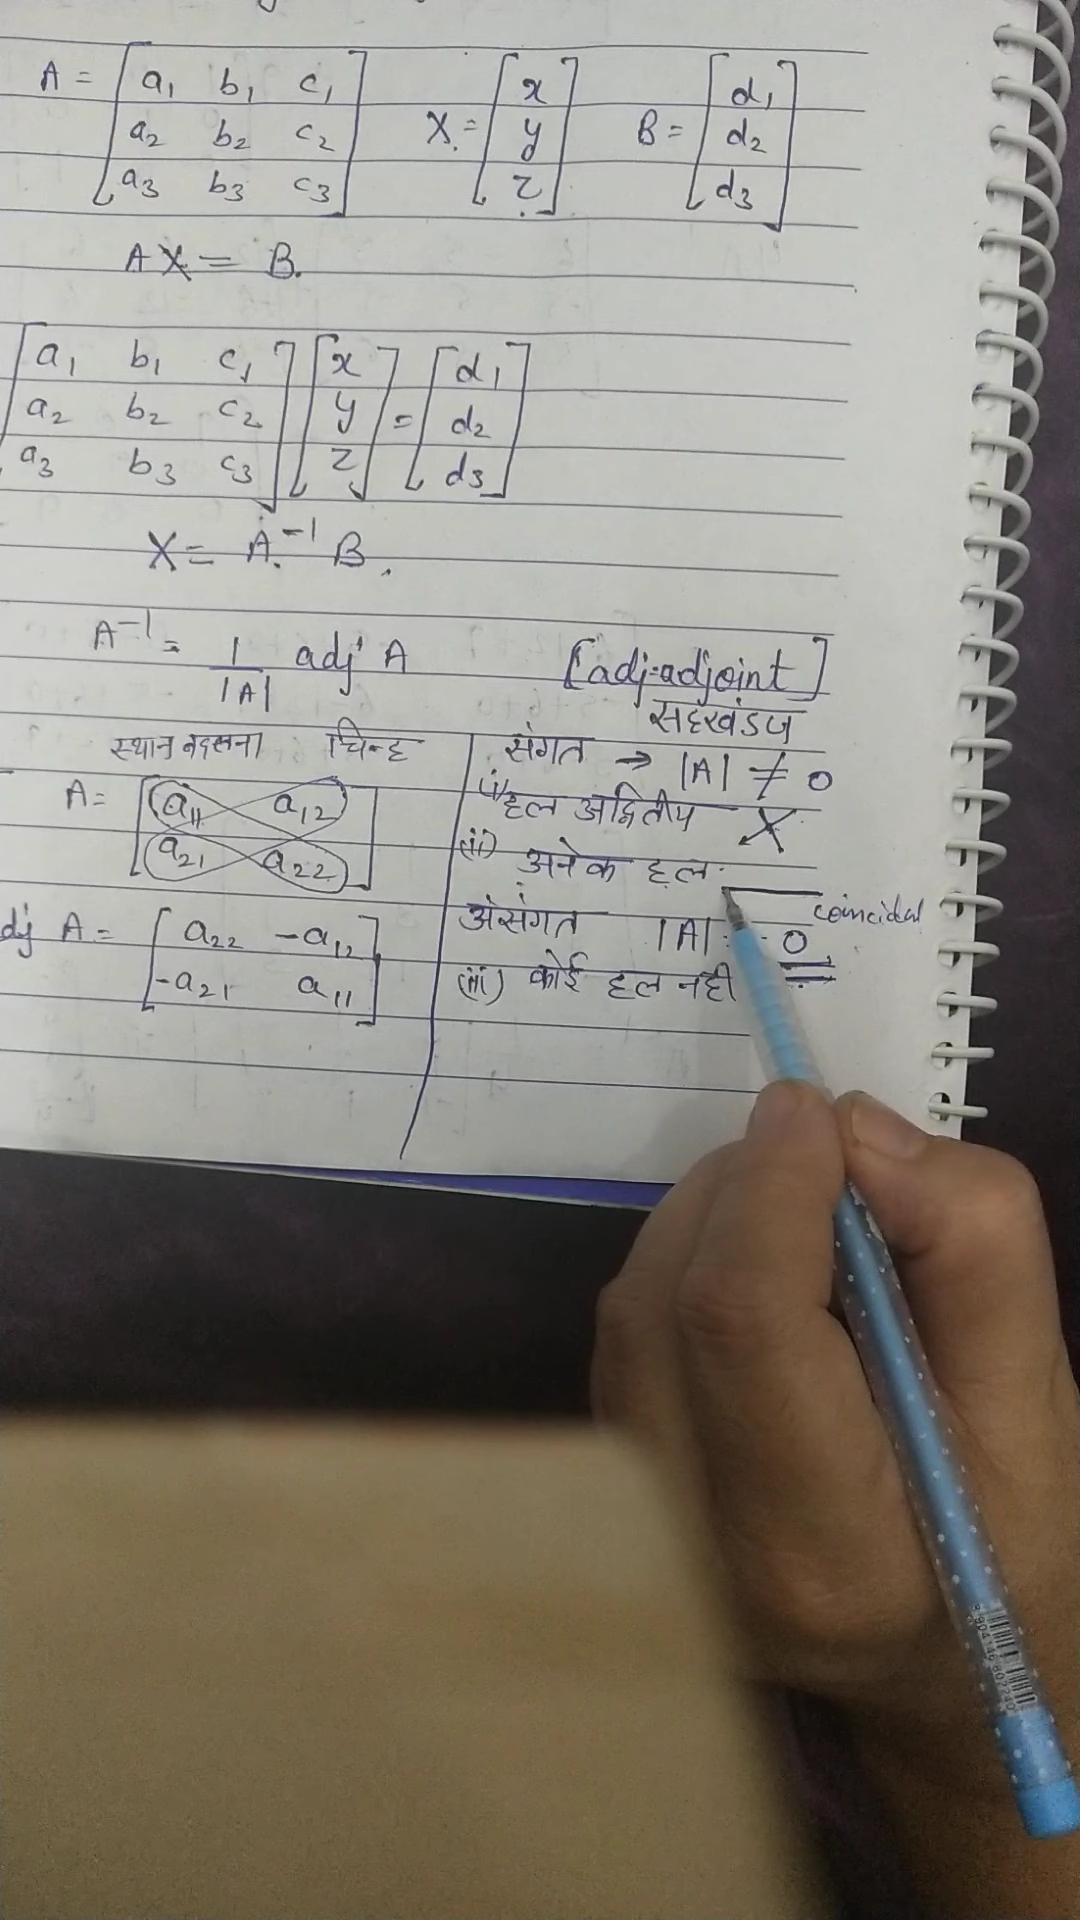 A = [ a₁ b₁ c₁ X = [ x B = [ d₁
a₂ b₂ c₂ y d₂
a₃ b₃ c₃ ] z ] d₃ ]
AX = B.
[ a₁ b₁ c₁ ] [ x ] = [ d₁ ]
a₂ b₂ c₂ y d₂
a₃ b₃ c₃ z d₃
X = A⁻¹ B.
A⁻¹ = 1/|A| adj A [adj-adjoint]
सहखंडज
स्थान बदलना चिन्ह
A = [ a₁₁ a₁₂ ]
a₂₁ a₂₂
dj A = [ a₂₂ -a₁₂ ]
-a₂₁ a₁₁
संगत → |A| ≠ 0
(i) हल अद्वितीय
(ii) अनेक हल
coincidal
असंगत |A| = 0
(iii) कोई हल नही